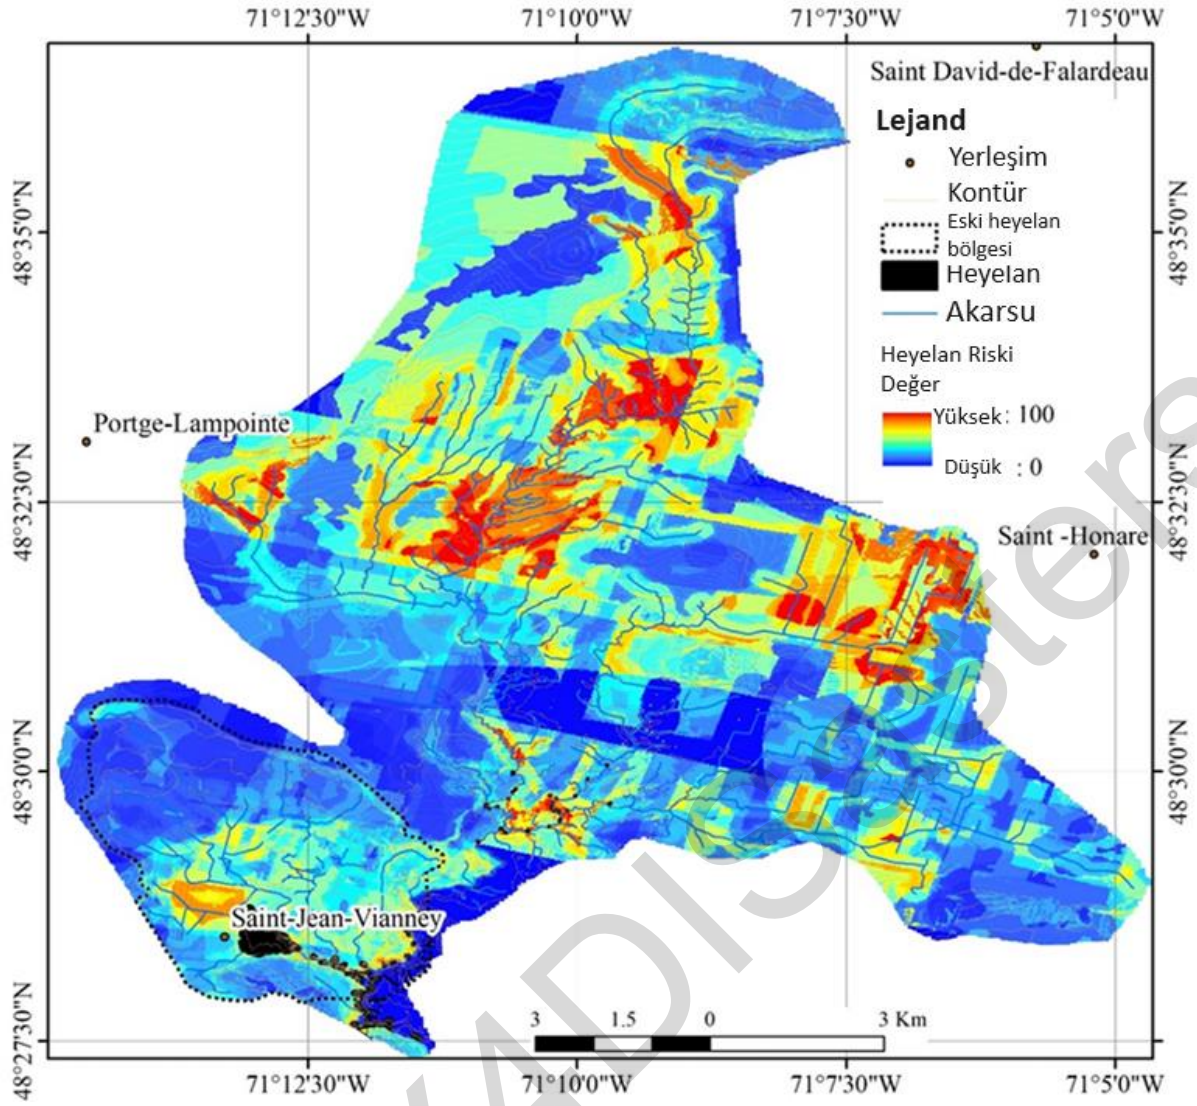 71°12'30"W
71°10'0"W
71°7'30"W
71°5'0"W
Saint David-de-Falardeau
Lejand
Yerleşim
Kontür
Eski heyelan
bölgesi
Heyelan
Akarsu
Heyelan Riski
Değer
Yüksek : 100
Düşük : 0
48°35'0"N
48°35'0"N
Portge-Lampointe
48°32'30"N
48°32'30"N
Saint -Honare
48°30'0"N
48°30'0"N
Saint-Jean-Vianney
48°27'30"N
3 1.5 0 3 Km
71°12'30"W
71°10'0"W
71°7'30"W
71°5'0"W